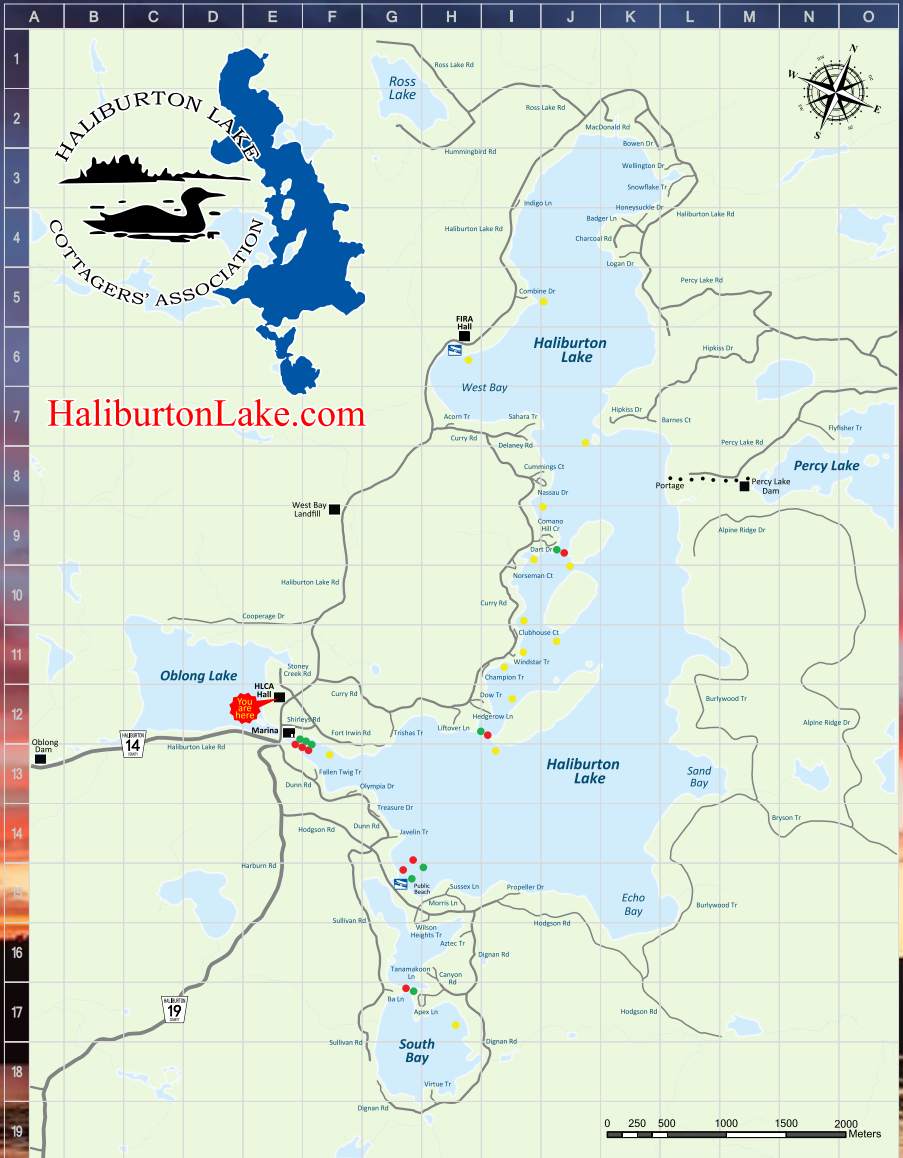 A B C D E F G H I J K L M N O
1
2
3
4
5
6
7
8
9
10
11
12
13
14
15
16
17
18
19
HALIBURTON LAKE
COTTAGERS' ASSOCIATION
HaliburtonLake.com
N
E
S
W
Ross Lake Rd
Ross
Lake
Ross Lake Rd
MacDonald Rd
Hummingbird Rd
Bowen Dr
Wellington Dr
Snowflake Tr
Indigo Ln
Honeysuckle Dr
Badger Ln
Haliburton Lake Rd
Haliburton Lake Rd
Charcoal Rd
Logan Dr
Percy Lake Rd
Combine Dr
FIRA
Hall
Haliburton
Lake
Hipkiss Dr
West Bay
Acorn Tr
Sahara Tr
Hipkiss Dr
Barnes Ct
Flyfisher Tr
Curry Rd
Delaney Rd
Percy Lake Rd
Cummings Ct
Percy Lake
Portage
Percy Lake
Dam
Nassau Dr
West Bay
Landfill
Comano
Hill Cr
Alpine Ridge Dr
Dart Dr
Norseman Ct
Haliburton Lake Rd
Curry Rd
Cooperage Dr
Clubhouse Ct
Windstar Tr
Stoney
Creek Rd
Oblong Lake
Champion Tr
HLCA
Hall
Curry Rd
Dow Tr
Burlywood Tr
You
are
here
Shirleys Rd
Hedgerow Ln
Marina
Fort Irwin Rd
Trishas Tr
Liftover Ln
Alpine Ridge Dr
Oblong
Dam
HALIBURTON
14
COUNTY
Haliburton Lake Rd
Haliburton
Lake
Sand
Bay
Fallen Twig Tr
Dunn Rd
Olympia Dr
Treasure Dr
Bryson Tr
Hodgson Rd
Dunn Rd
Javelin Tr
Harburn Rd
Public
Beach
Sussex Ln
Propeller Dr
Morris Ln
Echo
Bay
Burlywood Tr
Sullivan Rd
Wilson
Heights Tr
Hodgson Rd
Aztec Tr
Dignan Rd
Tanamakoon
Ln
Canyon
Rd
Ba Ln
HALIBURTON
19
COUNTY
Apex Ln
Hodgson Rd
Sullivan Rd
South
Bay
Dignan Rd
Virtue Tr
Dignan Rd
0 250 500 1000 1500 2000
Meters